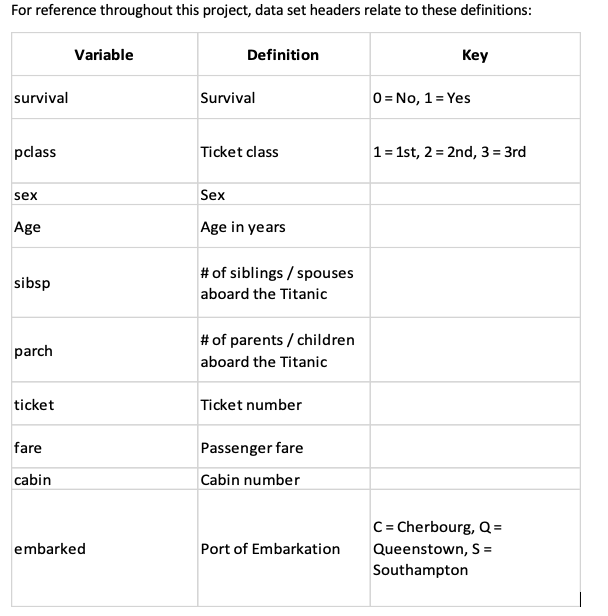 For reference throughout this project, data set headers relate to these definitions:
Variable Definition Key
survival Survival 0 = No, 1 = Yes
pclass Ticket class 1 = 1st, 2 = 2nd, 3 = 3rd
sex Sex
Age Age in years
sibsp # of siblings / spouses
aboard the Titanic
parch # of parents / children
aboard the Titanic
ticket Ticket number
fare Passenger fare
cabin Cabin number
embarked Port of Embarkation C = Cherbourg, Q =
Queenstown, S =
Southampton